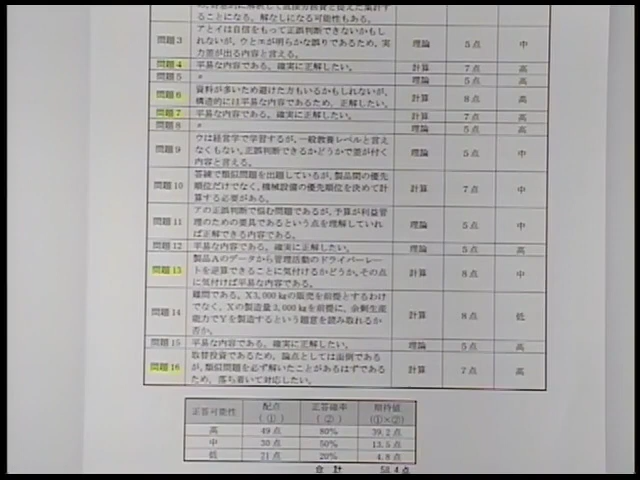 ることになる。解なしになる可能性もある。
問題3 アとイは自信をもって正誤判断できないかもし 理論 5点 中
れないが、ウとエが明らかな誤りであるため、実
力差が出る内容と言える。
問題4 平易な内容である。確実に正解したい。 計算 7点 高
問題5 〃 理論 5点 高
問題6 資料が多いため避けた方もいるかもしれないが、 計算 8点 高
構造的には平易な内容であるため、正解したい。
問題7 平易な内容である。確実に正解したい。 計算 7点 高
問題8 〃 理論 5点 高
問題9 ウは経営学で学習するが、一般教養レベルと言え 理論 5点 中
なくもない。正誤判断できるかどうかで差が付く
内容と言える。
問題10 答練で類似問題を出題しているが、製品間の優先 計算 7点 中
順位だけでなく、機械設備の優先順位を決めて計
算する必要がある。
問題11 アの正誤判断で悩む問題であるが、予算が利益管 理論 5点 中
理のための要具であるという点を理解していれ
ば正解できる内容である。
問題12 平易な内容である。確実に正解したい。 理論 5点 高
問題13 製品Aのデータから管理活動のドライバーレー 計算 8点 中
トを逆算できることに気付けるかどうか。その点
に気付ければ平易な内容である。
問題14 難問である。X3,000㎏の販売を前提とするわけ 計算 8点 低
でなく、Xの製造量2,000㎏を前提に、余剰生産
能力でYを製造するという題意を読み取れるか
否か。
問題15 平易な内容である。確実に正解したい。 理論 5点 高
問題16 取替投資であるため、論点としては面倒である 計算 7点 高
が、類似問題を必ず解いたことがあるはずである
ため、落ち着いて対応したい。
正答可能性 配点 正答確率 期待値
(①) (②) (①×②)
高 49点 80% 39.2点
中 30点 50% 13.5点
低 21点 20% 4.8点
合計 58.4点